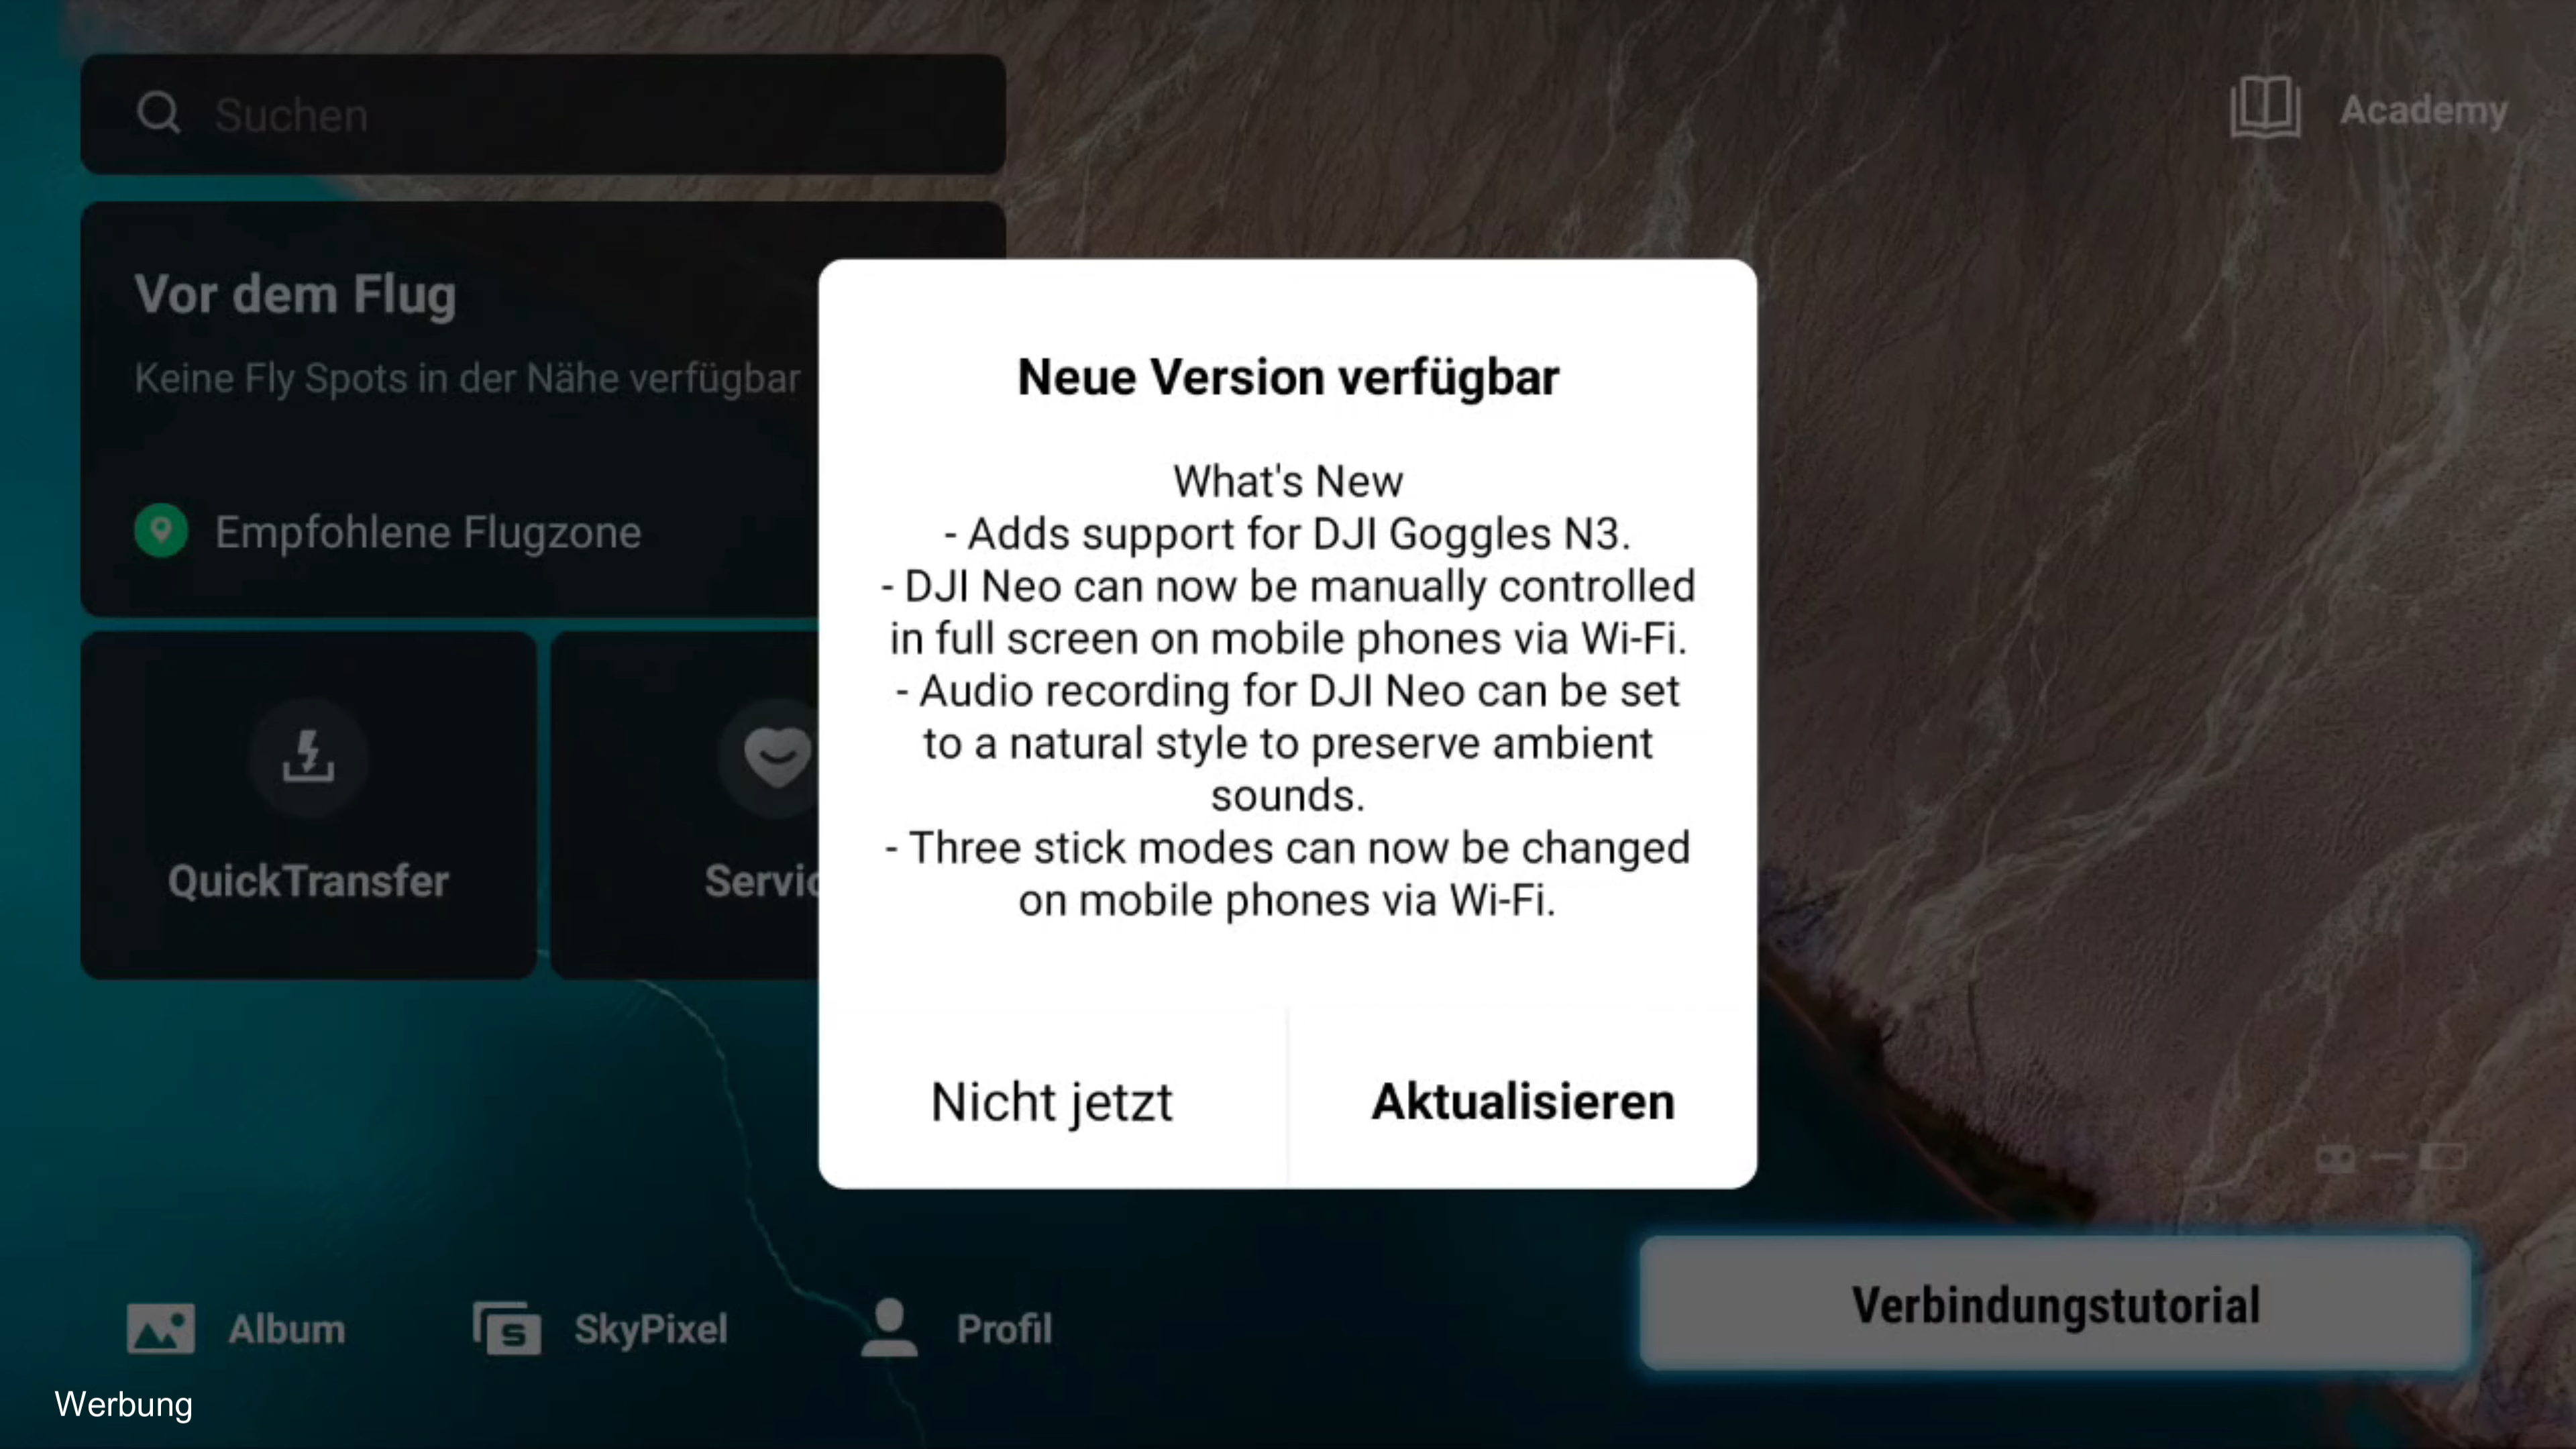 Suchen
Academy
Vor dem Flug
Keine Fly Spots in der Nähe verfügbar
Empfohlene Flugzone
QuickTransfer
Neue Version verfügbar
What's New
- Adds support for DJI Goggles N3.
- DJI Neo can now be manually controlled
in full screen on mobile phones via Wi-Fi.
- Audio recording for DJI Neo can be set
to a natural style to preserve ambient
sounds.
- Three stick modes can now be changed
on mobile phones via Wi-Fi.
Nicht jetzt
Aktualisieren
Verbindungstutorial
Album
SkyPixel
Profil
Werbung